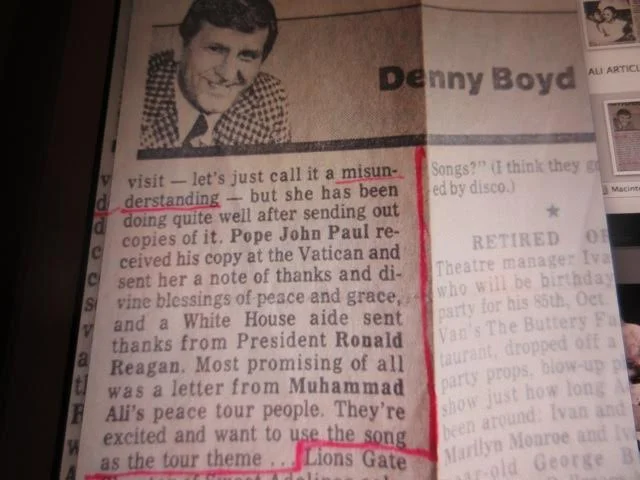 Denny Boyd
visit — let's just call it a misun-
derstanding — but she has been
doing quite well after sending out
copies of it. Pope John Paul re-
ceived his copy at the Vatican and
sent her a note of thanks and di-
vine blessings of peace and grace,
and a White House aide sent
thanks from President Ronald
Reagan. Most promising of all
was a letter from Muhammad
Ali's peace tour people. They're
excited and want to use the song
as the tour theme ... Lions Gate
Songs?" (I think they
ed by disco.)
RETIRED
Theatre manager
who will be birthday
party for his 85th, Oct.
Van's The Buttery
taurant, dropped off a
party props, blow-up
show just how long
been around: Ivan and
Marilyn Monroe and
-old George B
ALI ARTICL
Macint